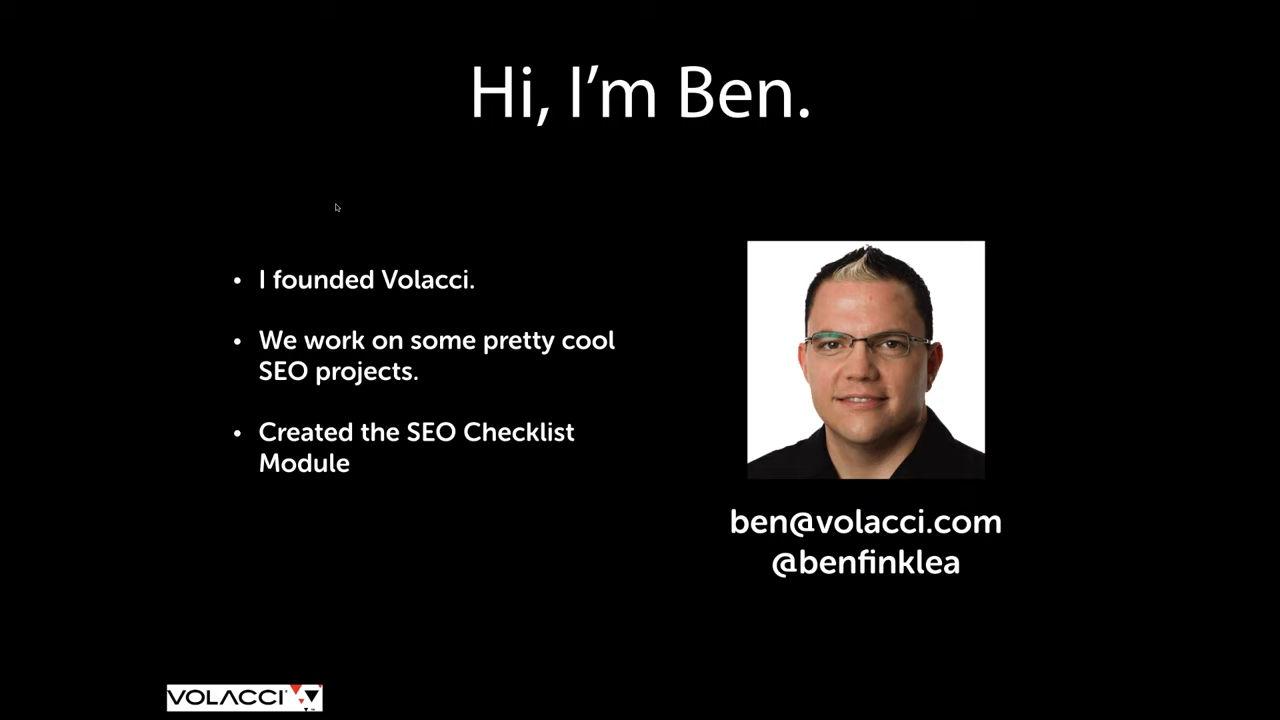 Hi, I'm Ben.
• I founded Volacci.
• We work on some pretty cool
SEO projects.
• Created the SEO Checklist
Module
ben@volacci.com
@benfinklea
VOLACCI